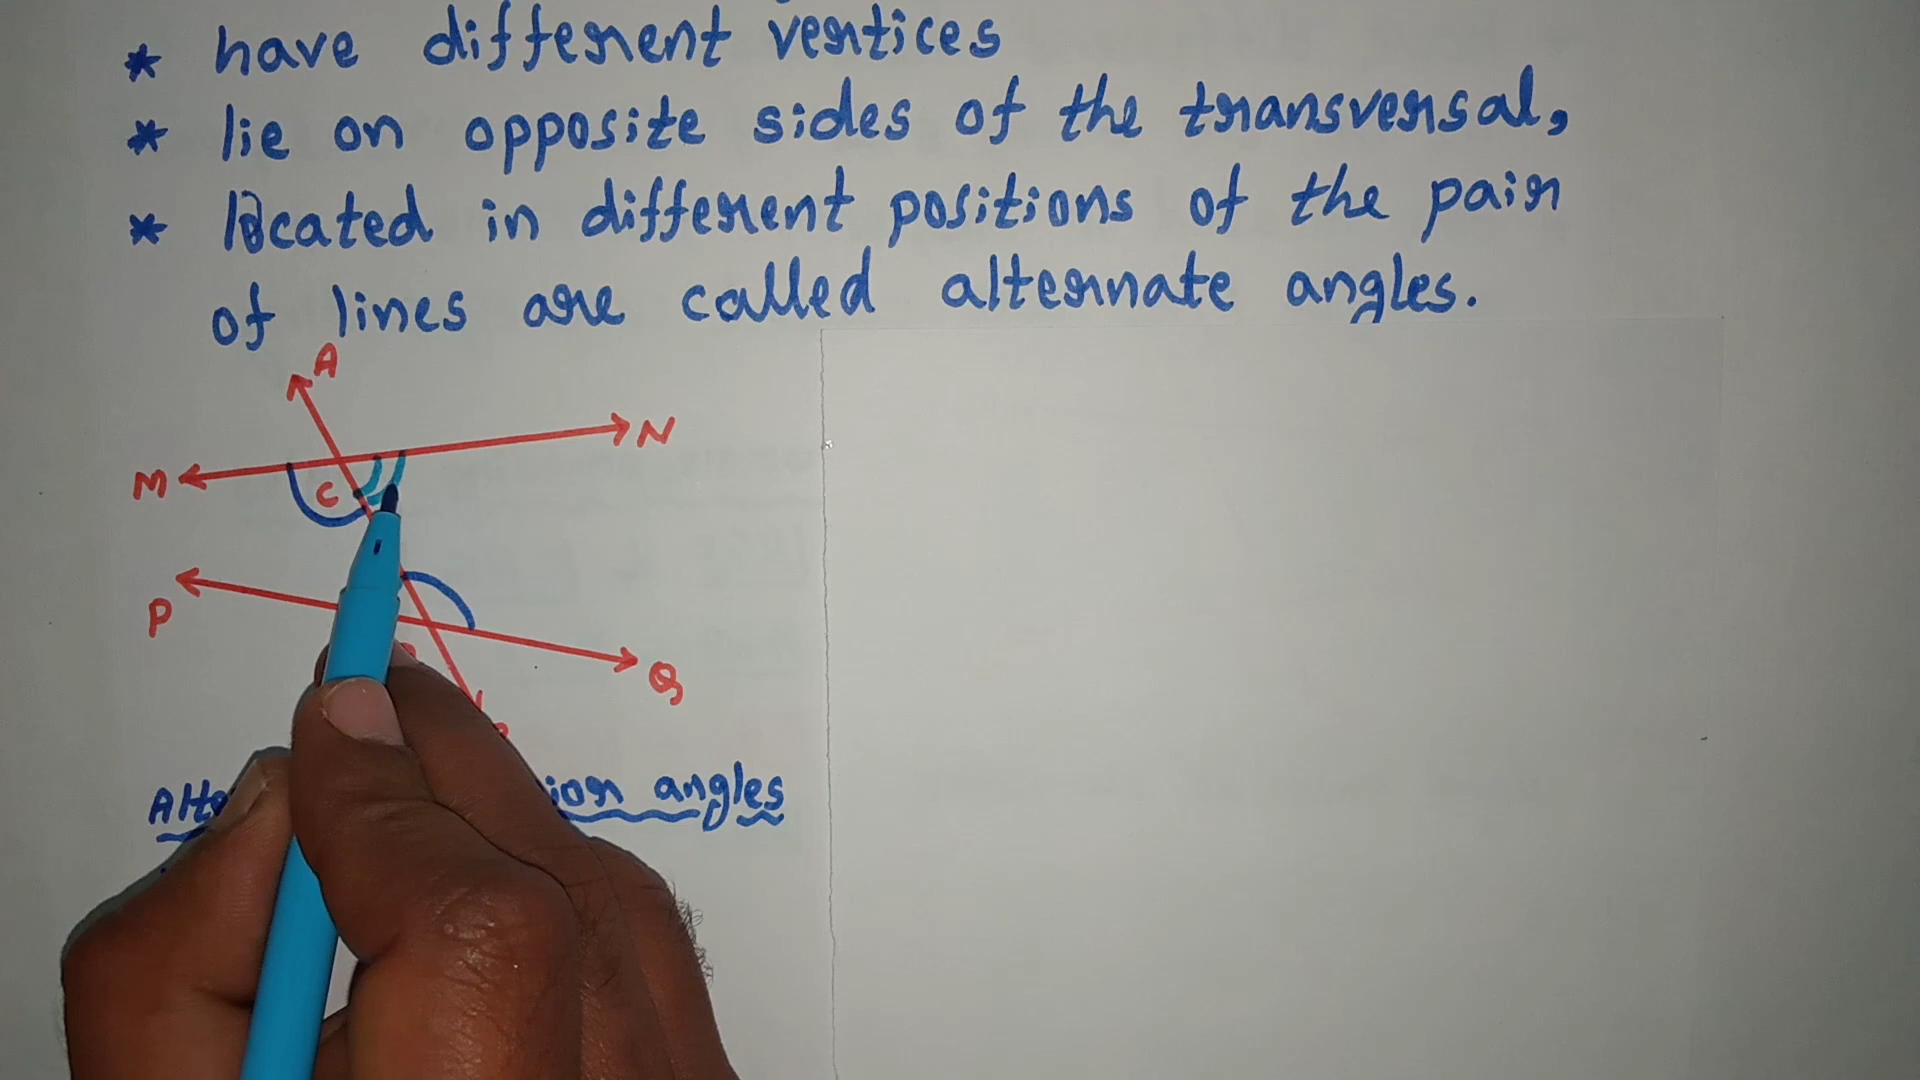 * have different vertices
* lie on opposite sides of the transversal,
* located in different positions of the pair
of lines are called alternate angles.
A
N
M
C
P
Q
angles